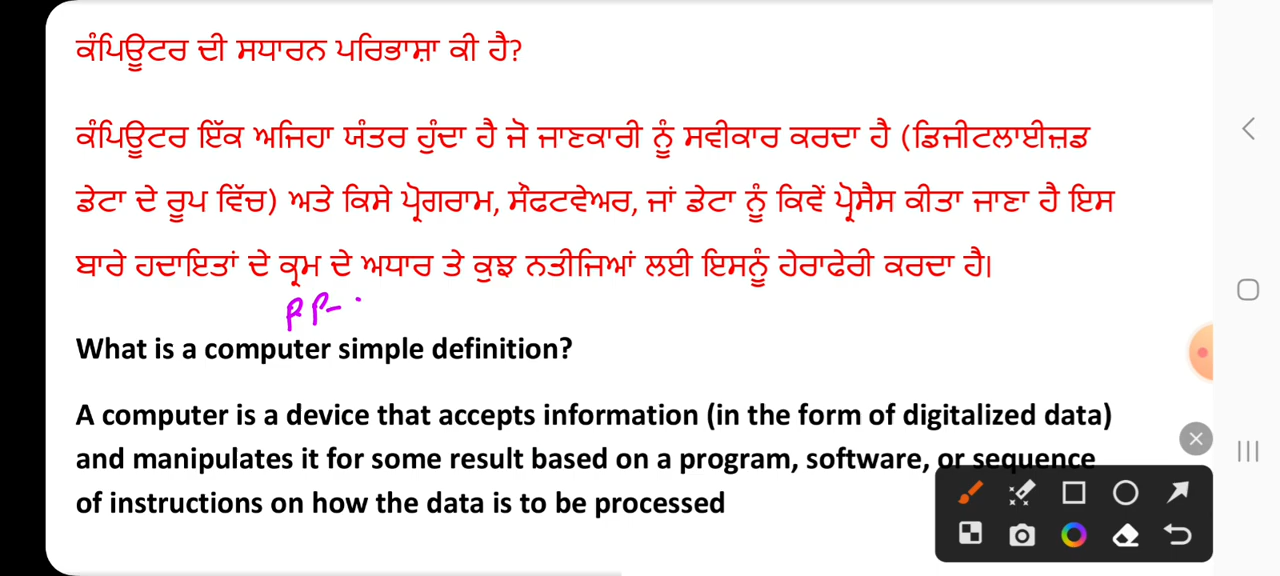 ਕੰਪਿਊਟਰ ਦੀ ਸਧਾਰਨ ਪਰਿਭਾਸ਼ਾ ਕੀ ਹੈ?
ਕੰਪਿਊਟਰ ਇੱਕ ਅਜਿਹਾ ਯੰਤਰ ਹੁੰਦਾ ਹੈ ਜੋ ਜਾਣਕਾਰੀ ਨੂੰ ਸਵੀਕਾਰ ਕਰਦਾ ਹੈ (ਡਿਜੀਟਲਾਈਜ਼ਡ
ਡੇਟਾ ਦੇ ਰੂਪ ਵਿੱਚ) ਅਤੇ ਕਿਸੇ ਪ੍ਰੋਗਰਾਮ, ਸੌਫਟਵੇਅਰ, ਜਾਂ ਡੇਟਾ ਨੂੰ ਕਿਵੇਂ ਪ੍ਰੋਸੈਸ ਕੀਤਾ ਜਾਣਾ ਹੈ ਇਸ
ਬਾਰੇ ਹਦਾਇਤਾਂ ਦੇ ਕ੍ਰਮ ਦੇ ਅਧਾਰ ਤੇ ਕੁਝ ਨਤੀਜਿਆਂ ਲਈ ਇਸਨੂੰ ਹੇਰਾਫੇਰੀ ਕਰਦਾ ਹੈ।
What is a computer simple definition?
A computer is a device that accepts information (in the form of digitalized data)
and manipulates it for some result based on a program, software, or sequence
of instructions on how the data is to be processed